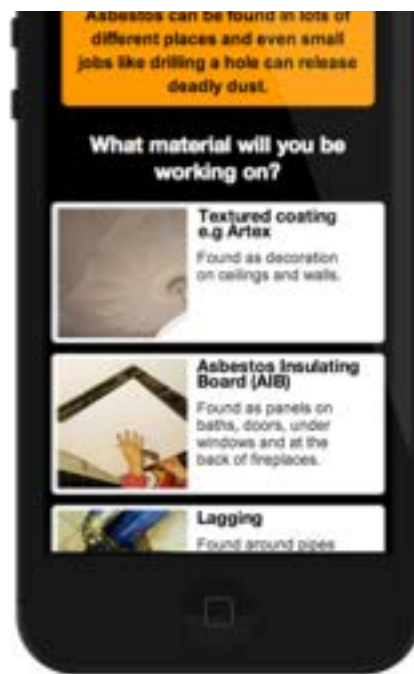 Asbestos can be found in lots of
different places and even small
jobs like drilling a hole can release
deadly dust.
What material will you be
working on?
Textured coating
e.g Artex
Found as decoration
on ceilings and walls.
Asbestos Insulating
Board (AIB)
Found as panels on
baths, doors, under
windows and at the
back of fireplaces.
Lagging
Found around pipes